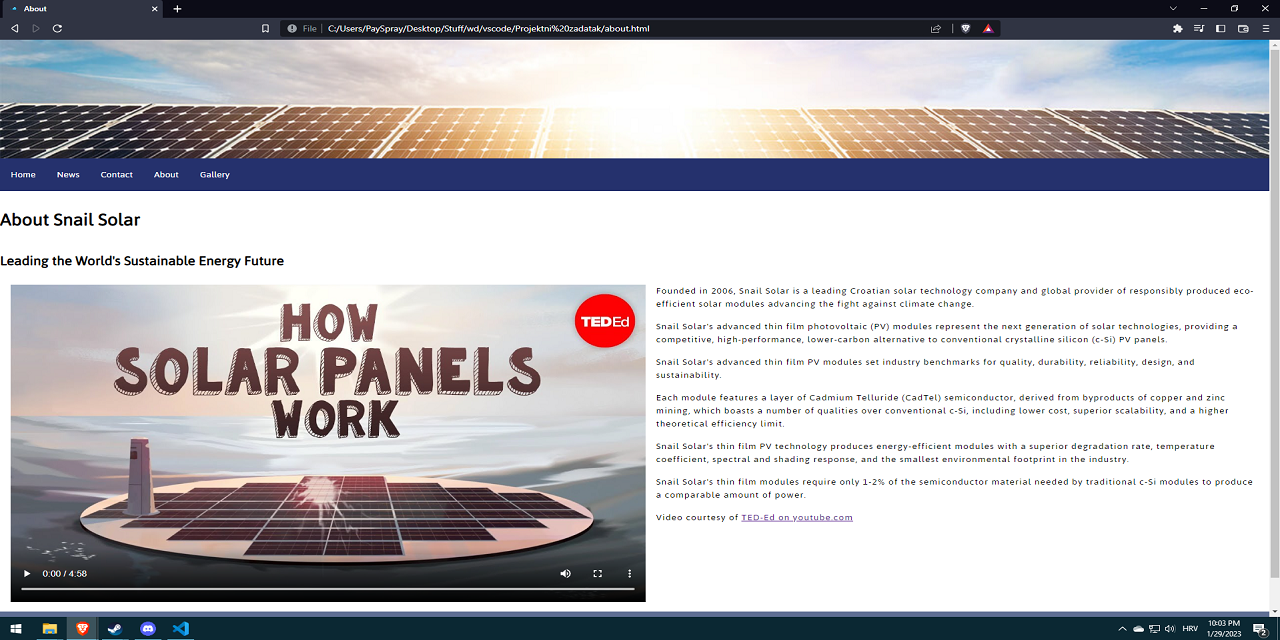 About
File
C:/Users/PaySpray/Desktop/Stuff/wd/vscode/Projektni%20zadatak/about.html
Home News Contact About Gallery
About Snail Solar
Leading the World's Sustainable Energy Future
HOW
SOLAR PANELS
WORK
TEDEd
0:00 / 4:58
Founded in 2006, Snail Solar is a leading Croatian solar technology company and global provider of responsibly produced eco-
efficient solar modules advancing the fight against climate change.
Snail Solar's advanced thin film photovoltaic (PV) modules represent the next generation of solar technologies, providing a
competitive, high-performance, lower-carbon alternative to conventional crystalline silicon (c-Si) PV panels.
Snail Solar's advanced thin film PV modules set industry benchmarks for quality, durability, reliability, design, and
sustainability.
Each module features a layer of Cadmium Telluride (CadTel) semiconductor, derived from byproducts of copper and zinc
mining, which boasts a number of qualities over conventional c-Si, including lower cost, superior scalability, and a higher
theoretical efficiency limit.
Snail Solar's thin film PV technology produces energy-efficient modules with a superior degradation rate, temperature
coefficient, spectral and shading response, and the smallest environmental footprint in the industry.
Snail Solar's thin film modules require only 1-2% of the semiconductor material needed by traditional c-Si modules to produce
a comparable amount of power.
Video courtesy of TED-Ed on youtube.com
HRV
10:03 PM
1/29/2023
2